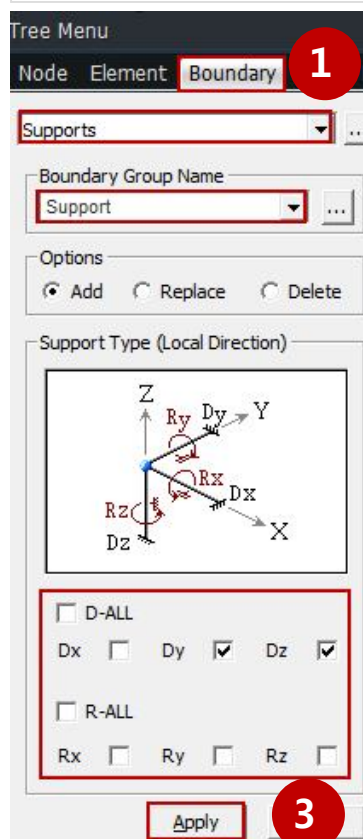 Tree Menu
Node Element Boundary 1
Supports ...
Boundary Group Name
Support ...
Options
Add Replace Delete
Support Type (Local Direction)
Z
Ry Dy Y
Rx
Dx
Rz
X
Dz
D-ALL
Dx Dy Dz
R-ALL
Rx Ry Rz
Apply 3